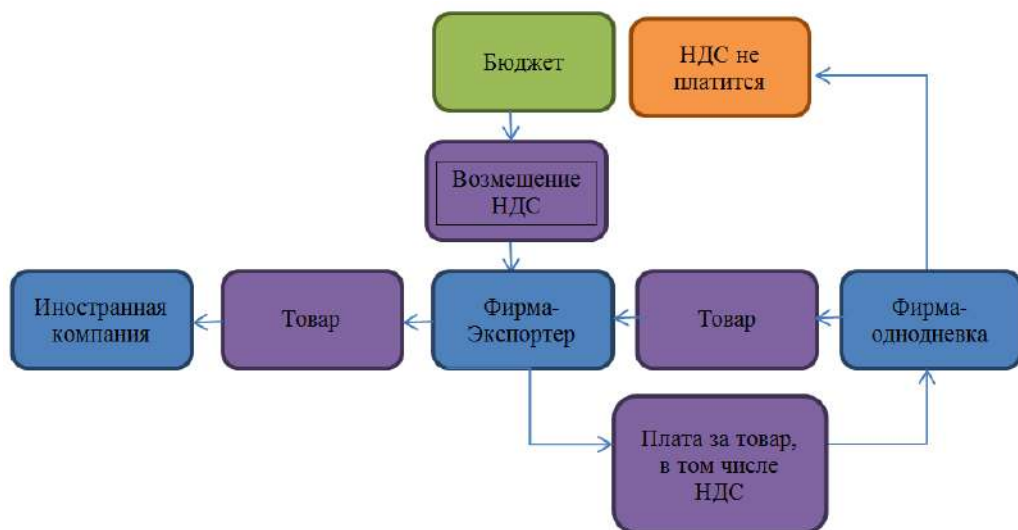 Бюджет
НДС не
платится
Возмещение
НДС
Иностранная
компания
Товар
Фирма-
Экспортер
Товар
Фирма-
однодневка
Плата за товар,
в том числе
НДС